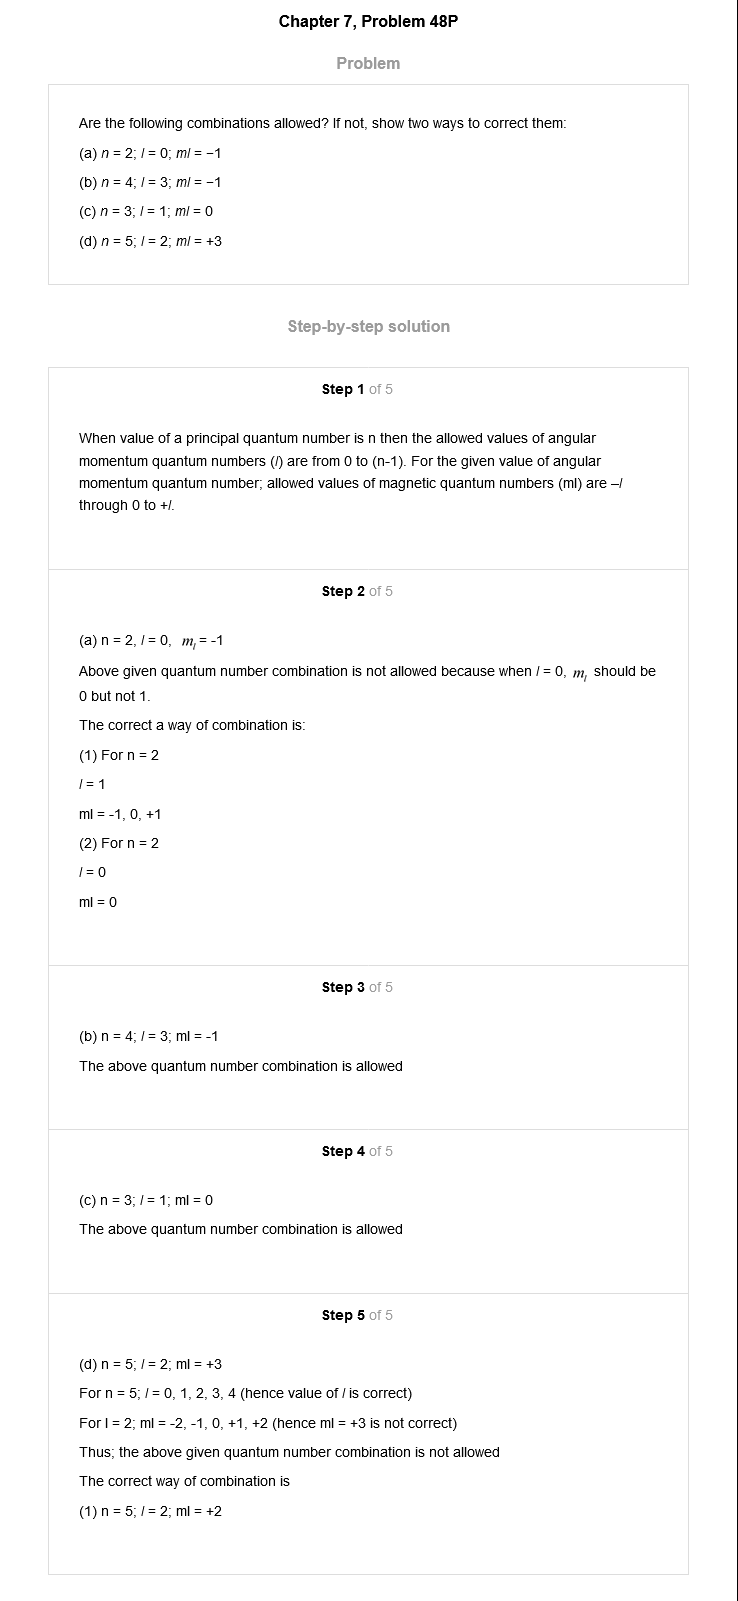 Chapter 7, Problem 48P
Problem
Are the following combinations allowed? If not, show two ways to correct them:
(a) n = 2; l = 0; ml = −1
(b) n = 4; l = 3; ml = −1
(c) n = 3; l = 1; ml = 0
(d) n = 5; l = 2; ml = +3
Step-by-step solution
Step 1 of 5
When value of a principal quantum number is n then the allowed values of angular
momentum quantum numbers (l) are from 0 to (n-1). For the given value of angular
momentum quantum number; allowed values of magnetic quantum numbers (ml) are –l
through 0 to +l.
Step 2 of 5
(a) n = 2, l = 0, m_l = -1
Above given quantum number combination is not allowed because when l = 0, m_l should be
0 but not 1.
The correct a way of combination is:
(1) For n = 2
l = 1
ml = -1, 0, +1
(2) For n = 2
l = 0
ml = 0
Step 3 of 5
(b) n = 4; l = 3; ml = -1
The above quantum number combination is allowed
Step 4 of 5
(c) n = 3; l = 1; ml = 0
The above quantum number combination is allowed
Step 5 of 5
(d) n = 5; l = 2; ml = +3
For n = 5; l = 0, 1, 2, 3, 4 (hence value of l is correct)
For l = 2; ml = -2, -1, 0, +1, +2 (hence ml = +3 is not correct)
Thus; the above given quantum number combination is not allowed
The correct way of combination is
(1) n = 5; l = 2; ml = +2